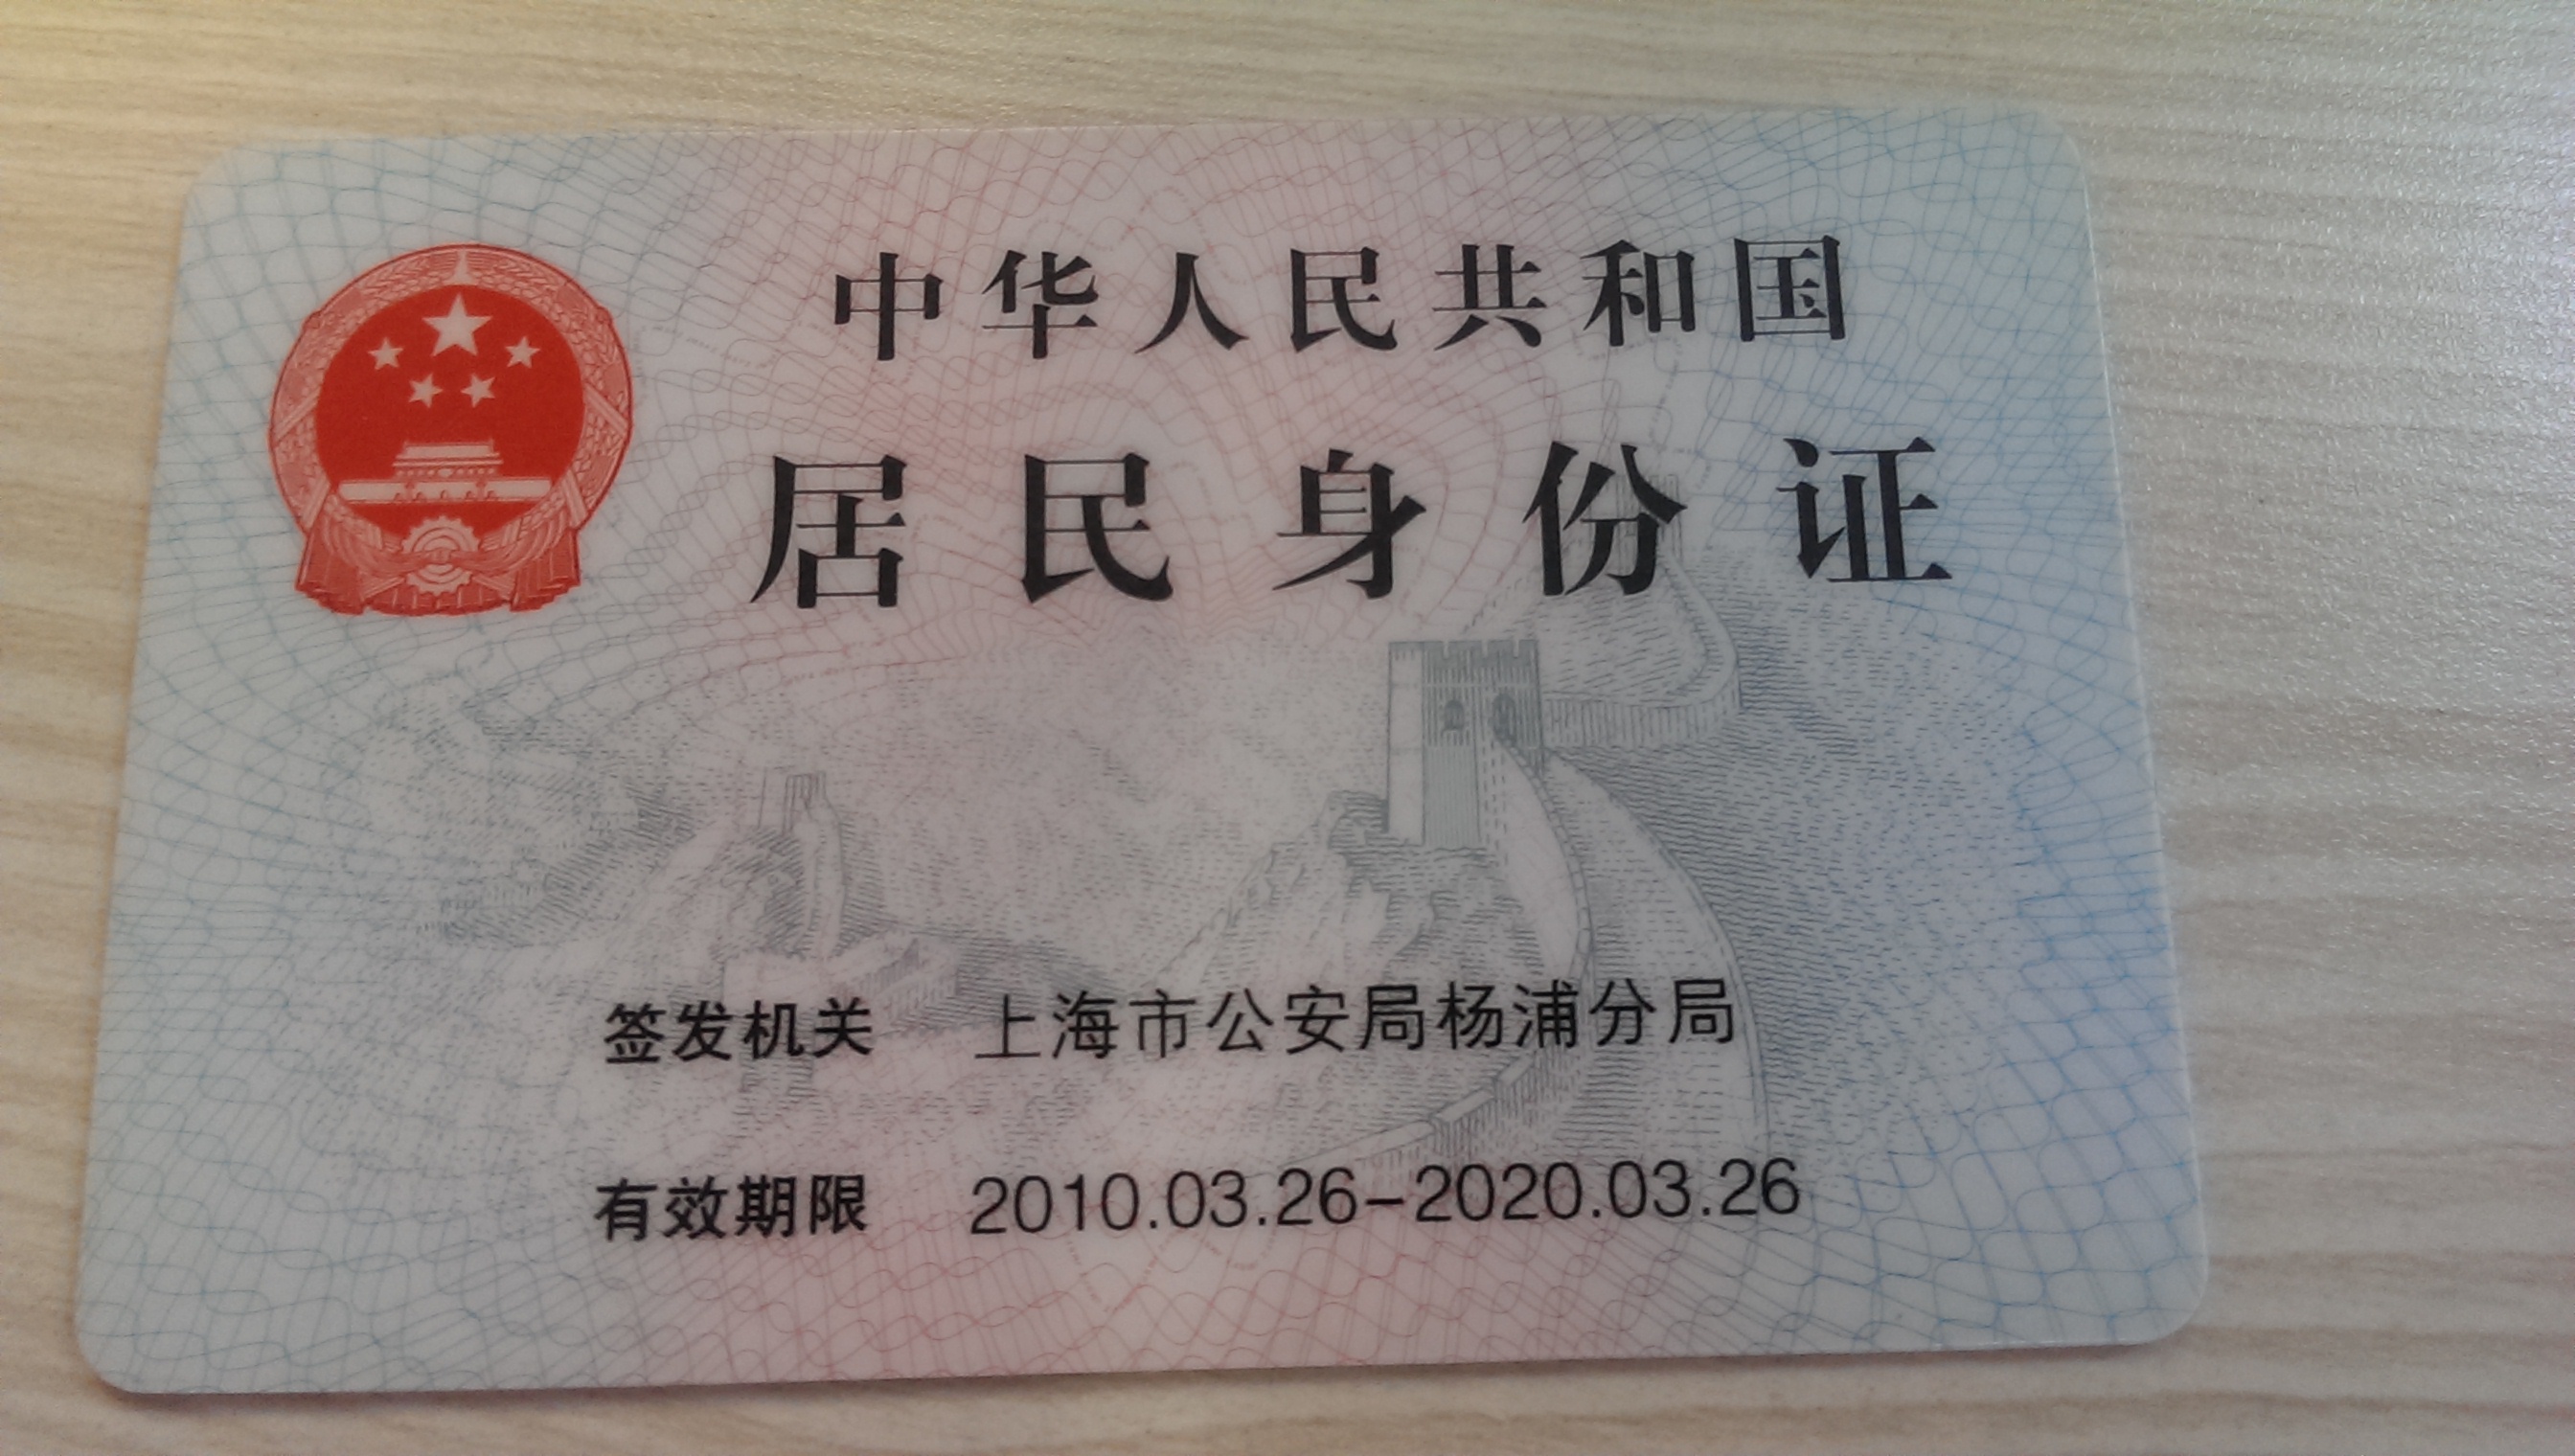 中华人民共和国
居民身份证
签发机关 上海市公安局杨浦分局
有效期限 2010.03.26-2020.03.26